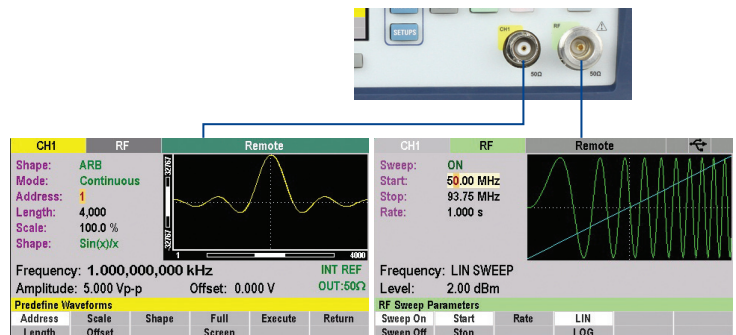 SETUPS
CH1
RF
50Ω
50Ω
CH1 RF Remote
Shape: ARB
Mode: Continuous
Address: 1
Length: 4,000
Scale: 100.0 %
Shape: Sin(x)/x
32767
32767
1 4000
Frequency: 1.000,000,000 kHz INT REF
Amplitude: 5.000 Vp-p Offset: 0.000 V OUT:50Ω
Predefine Waveforms
Address Scale Shape Full Execute Return
Length Offset Screen
CH1 RF Remote
Sweep: ON
Start: 50.00 MHz
Stop: 93.75 MHz
Rate: 1.000 s
Frequency: LIN SWEEP
Level: 2.00 dBm
RF Sweep Parameters
Sweep On Start Rate LIN
Sweep Off Stop LOG